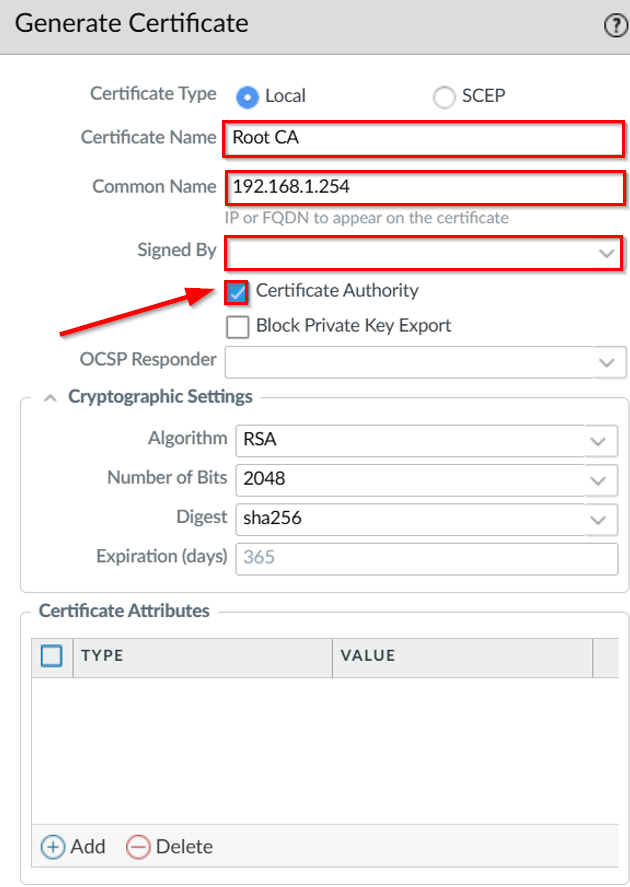 Generate Certificate ?
Certificate Type Local SCEP
Certificate Name Root CA
Common Name 192.168.1.254
IP or FQDN to appear on the certificate
Signed By
Certificate Authority
Block Private Key Export
OCSP Responder
Cryptographic Settings
Algorithm RSA
Number of Bits 2048
Digest sha256
Expiration (days) 365
Certificate Attributes
TYPE VALUE
Add Delete